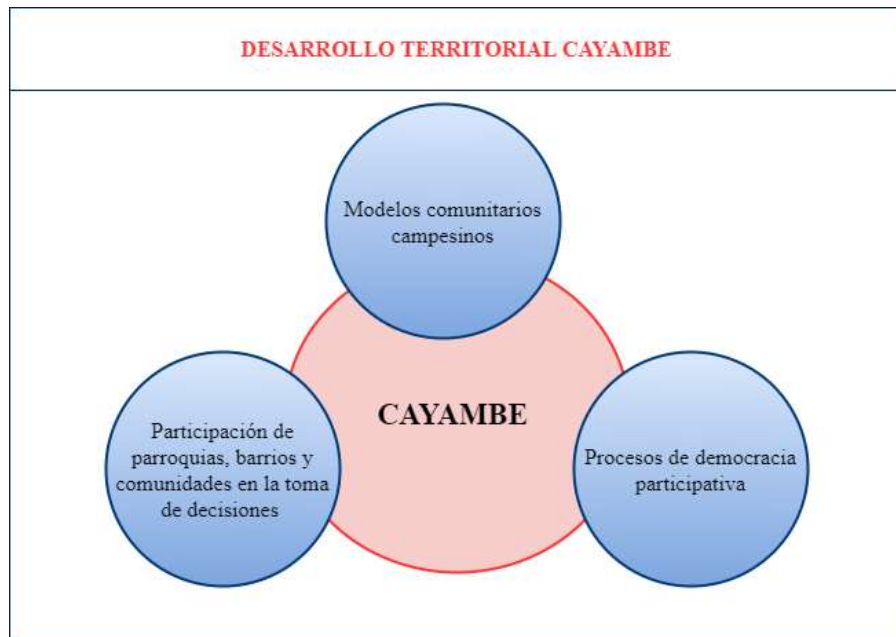 DESARROLLO TERRITORIAL CAYAMBE
Modelos comunitarios
campesinos
CAYAMBE
Participación de
parroquias, barrios y
comunidades en la toma
de decisiones
Procesos de democracia
participativa